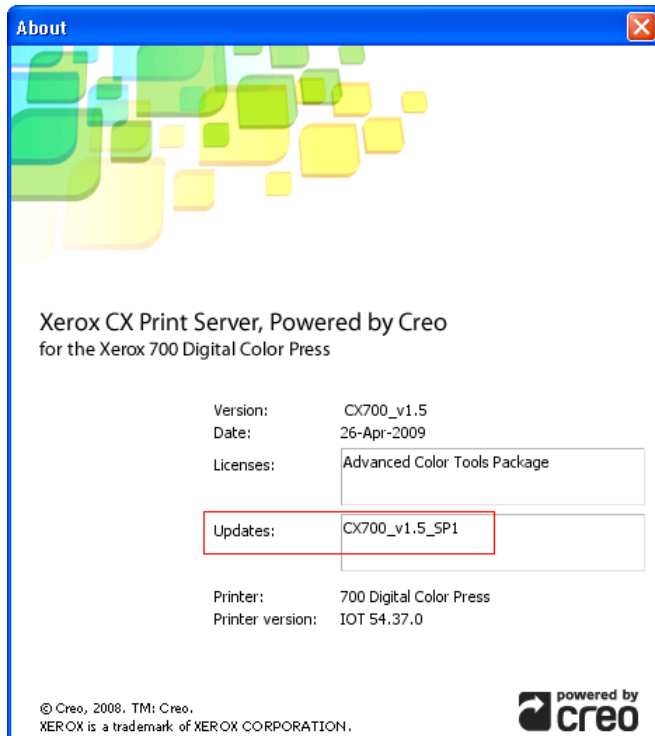 About
Xerox CX Print Server, Powered by Creo
for the Xerox 700 Digital Color Press
Version: CX700_v1.5
Date: 26-Apr-2009
Licenses: Advanced Color Tools Package
Updates: CX700_v1.5_SP1
Printer: 700 Digital Color Press
Printer version: IOT 54.37.0
© Creo, 2008. TM: Creo.
XEROX is a trademark of XEROX CORPORATION.
powered by
creo